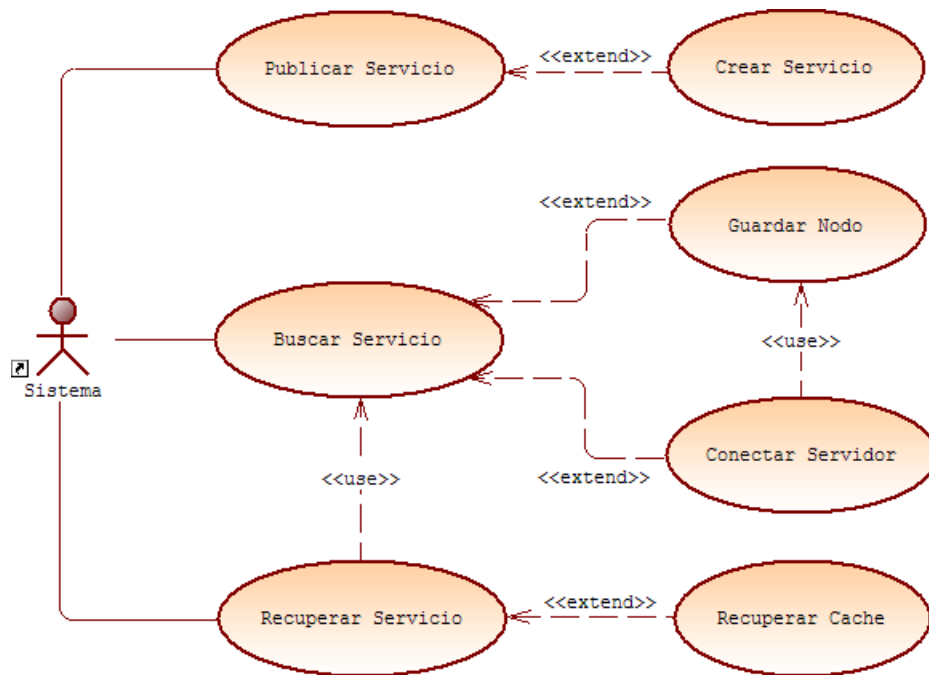 Publicar Servicio
<<extend>>
Crear Servicio
<<extend>>
Guardar Nodo
Buscar Servicio
<<use>>
Sistema
Conectar Servidor
<<use>>
<<extend>>
Recuperar Servicio
<<extend>>
Recuperar Cache